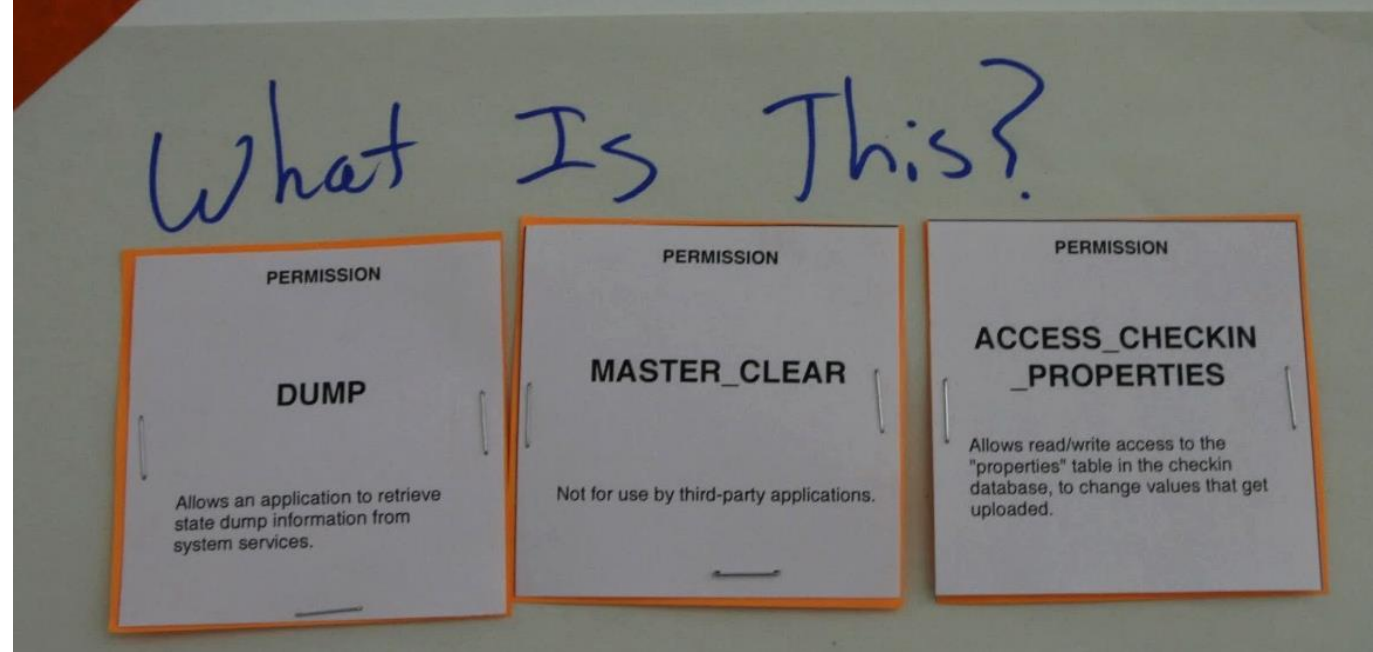 What Is This?
PERMISSION
DUMP
Allows an application to retrieve
state dump information from
system services.
PERMISSION
MASTER_CLEAR
Not for use by third-party applications.
PERMISSION
ACCESS_CHECKIN
_PROPERTIES
Allows read/write access to the
"properties" table in the checkin
database, to change values that get
uploaded.